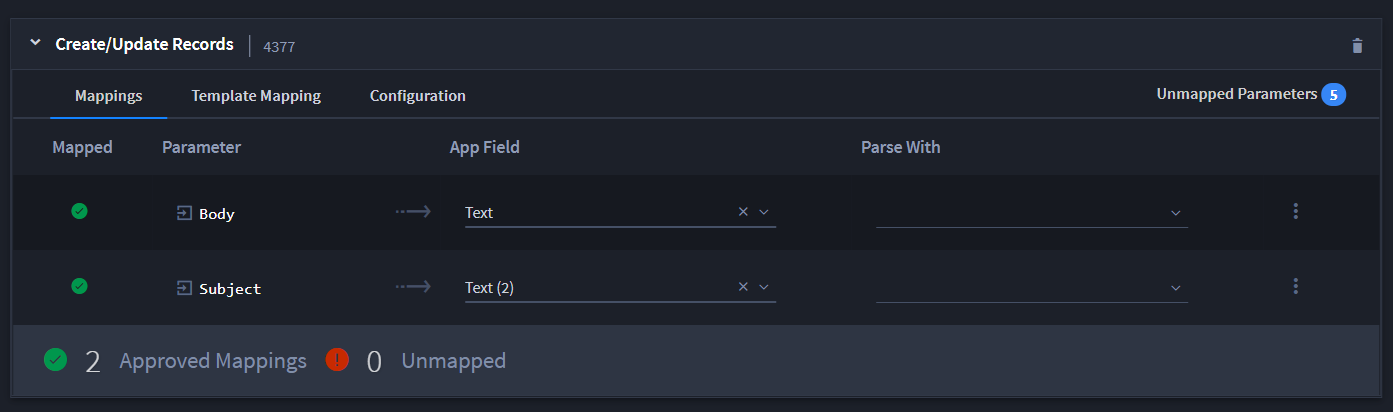 Create/Update Records 4377
Mappings Template Mapping Configuration Unmapped Parameters 5
Mapped Parameter App Field Parse With
Body Text
Subject Text (2)
2 Approved Mappings ! 0 Unmapped